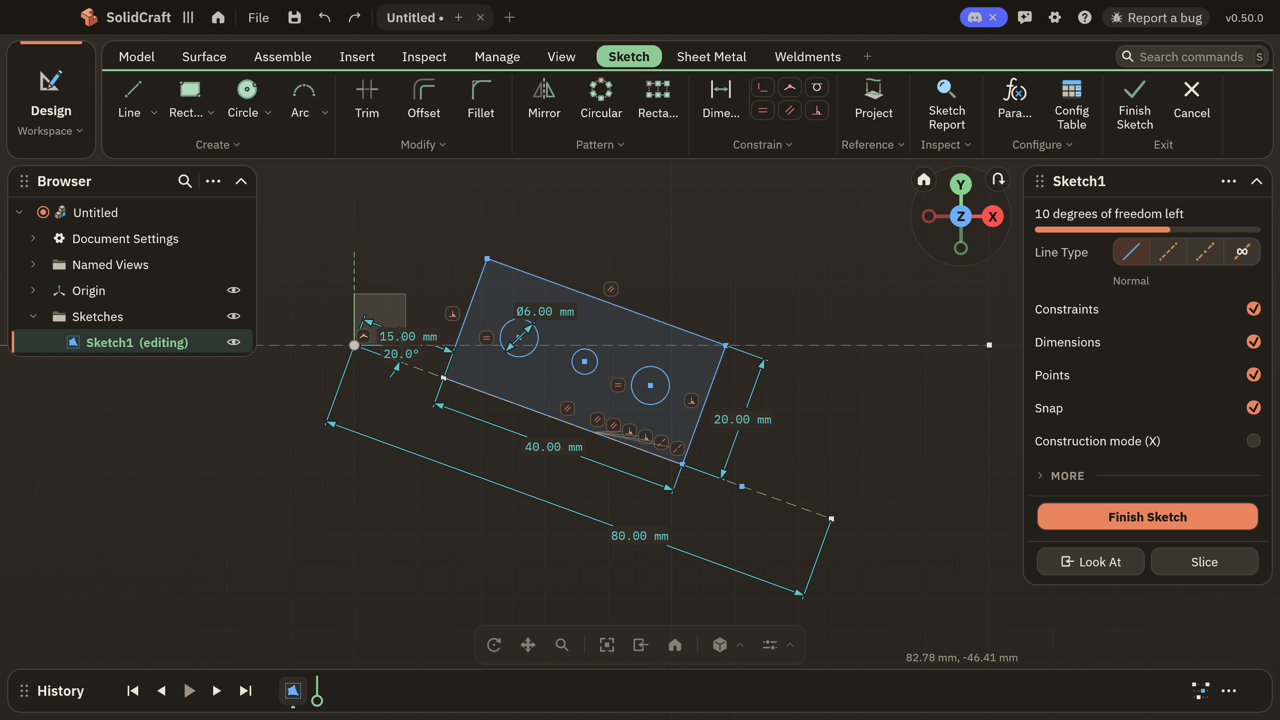 SolidCraft
File
Untitled •
Report a bug
v0.50.0
Design
Workspace
Model
Surface
Assemble
Insert
Inspect
Manage
View
Sketch
Sheet Metal
Weldments
Search commands
S
Line
Rect...
Circle
Arc
Create
Trim
Offset
Fillet
Modify
Mirror
Circular
Recta...
Pattern
Dime...
Constrain
Project
Reference
Sketch
Report
Inspect
Para...
Config
Table
Configure
Finish
Sketch
Cancel
Exit
Browser
Untitled
Document Settings
Named Views
Origin
Sketches
Sketch1 (editing)
Y
Z
X
Ø6.00 mm
15.00 mm
20.0°
20.00 mm
40.00 mm
80.00 mm
Sketch1
10 degrees of freedom left
Line Type
Normal
Constraints
Dimensions
Points
Snap
Construction mode (X)
MORE
Finish Sketch
Look At
Slice
82.78 mm, -46.41 mm
History